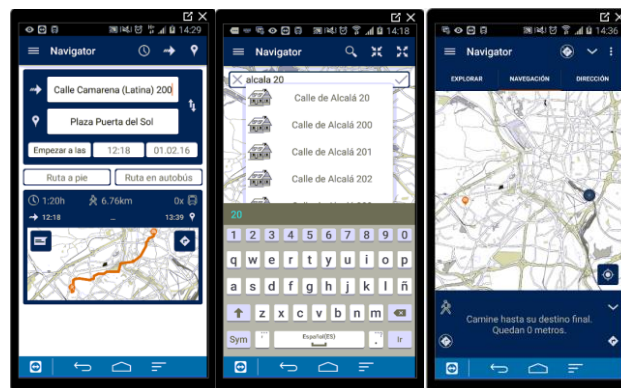 14:29
Navigator
Calle Camarena (Latina) 200
Plaza Puerta del Sol
Empezar a las 12:18 01.02.16
Ruta a pie Ruta en autobús
1:20h 6.76km 0x
12:18 – 13:39
14:18
Navigator
alcala 20
Calle de Alcalá 20
Calle de Alcalá 200
Calle de Alcalá 201
Calle de Alcalá 202
20
1 2 3 4 5 6 7 8 9 0
q w e r t y u i o p
a s d f g h j k l ñ
z x c v b n m
Sym Español(ES) . Ir
14:36
Navigator
EXPLORAR NAVEGACIÓN DIRECCIÓN
Camine hasta su destino final.
Quedan 0 metros.